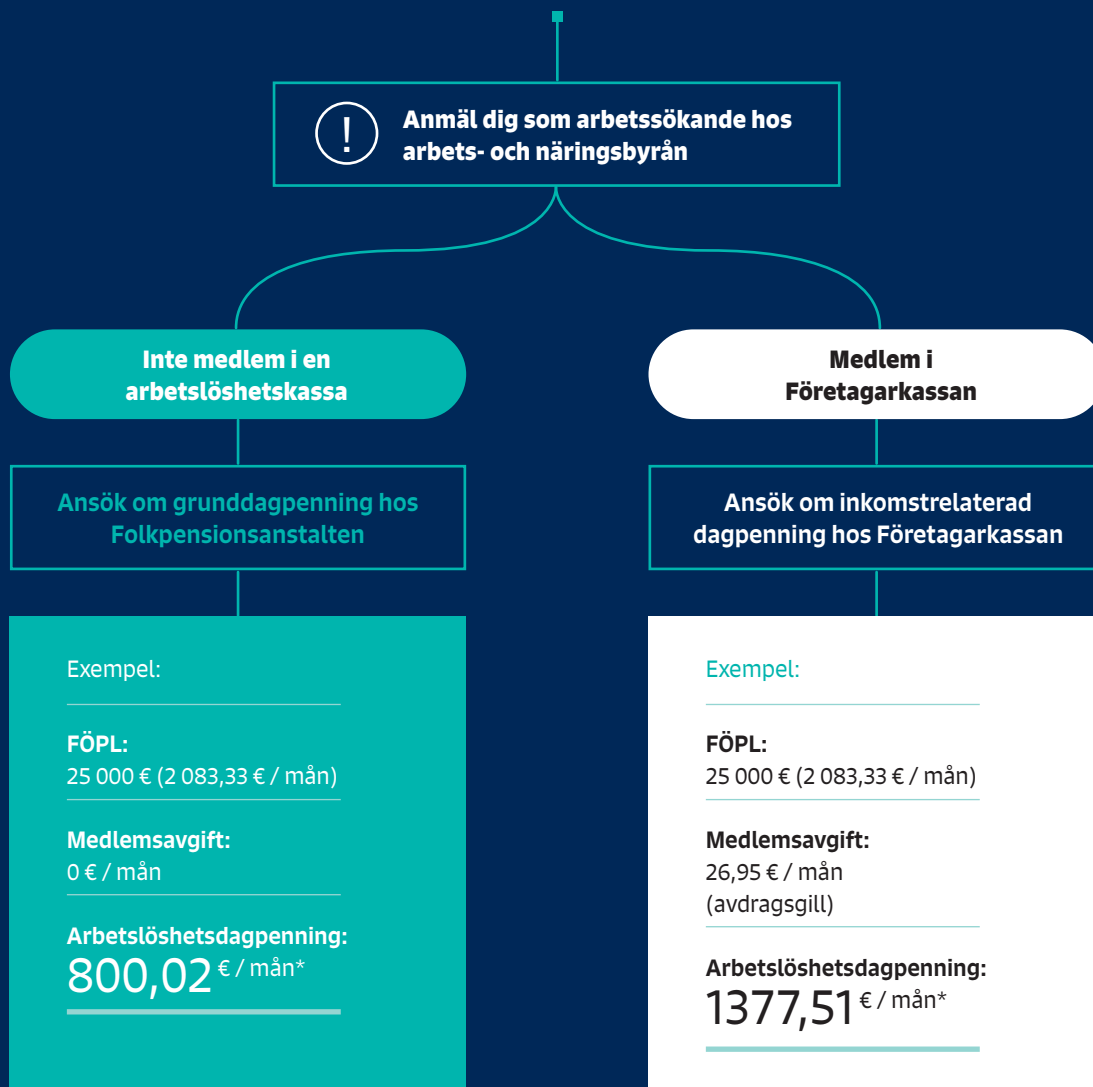 !
Anmäl dig som arbetssökande hos
arbets- och näringsbyrån
Inte medlem i en
arbetslöshetskassa
Ansök om grunddagpenning hos
Folkpensionsanstalten
Exempel:
FÖPL:
25 000 € (2 083,33 € / mån)
Medlemsavgift:
0 € / mån
Arbetslöshetsdagpenning:
800,02 € / mån*
Medlem i
Företagarkassan
Ansök om inkomstrelaterad
dagpenning hos Företagarkassan
Exempel:
FÖPL:
25 000 € (2 083,33 € / mån)
Medlemsavgift:
26,95 € / mån
(avdragsgill)
Arbetslöshetsdagpenning:
1377,51 € / mån*